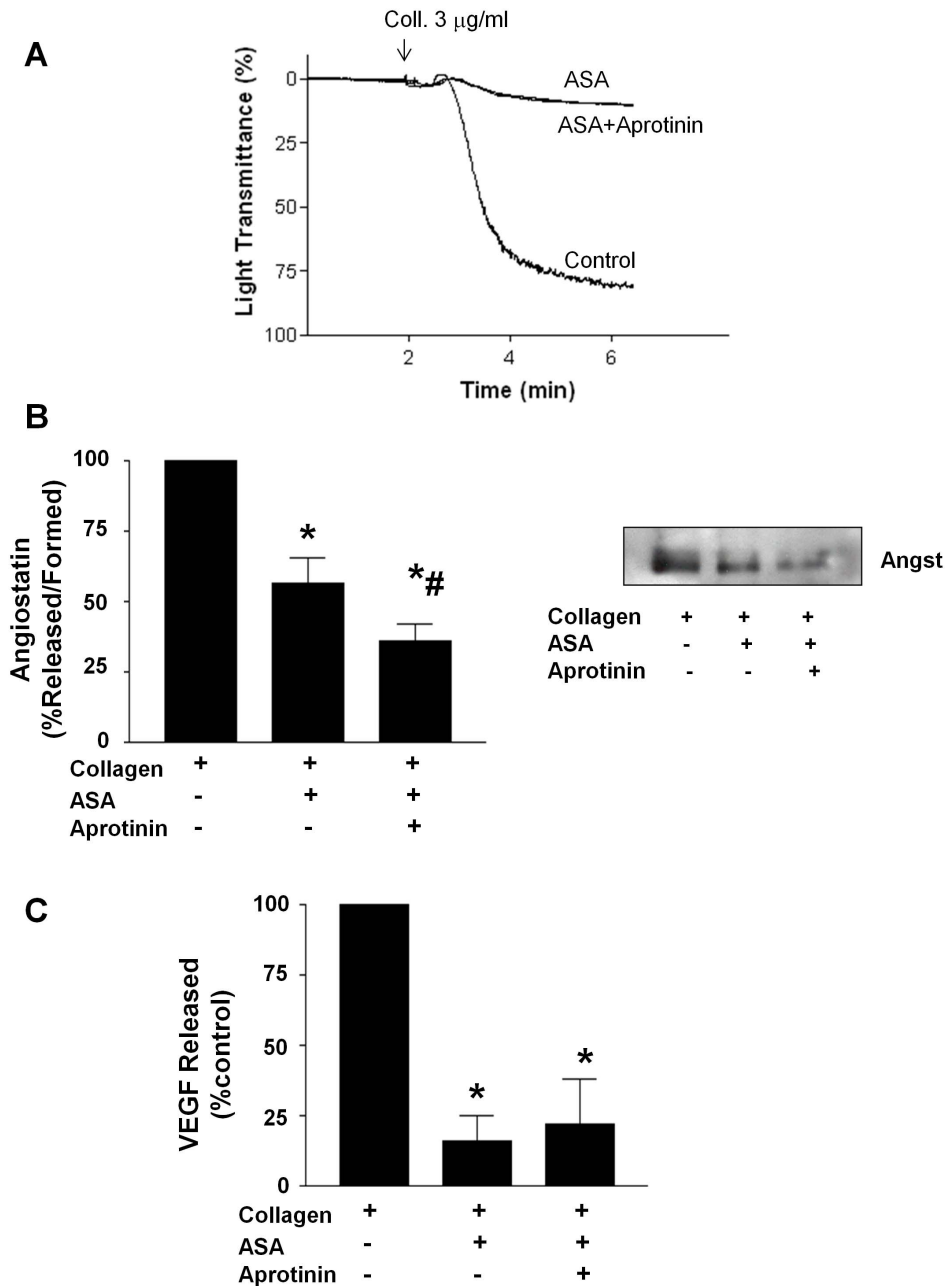 Coll. 3 μg/ml
A
0
25
50
75
100
Light Transmittance (%)
ASA
ASA+Aprotinin
Control
2 4 6
Time (min)
B
100
75
50
25
0
Angiostatin
(%Released/Formed)
*
*#
Collagen + + +
ASA - + +
Aprotinin - - +
Angst
Collagen + + +
ASA - + +
Aprotinin - - +
C
100
75
50
25
0
VEGF Released
(%control)
*
*
Collagen + + +
ASA - + +
Aprotinin - - +